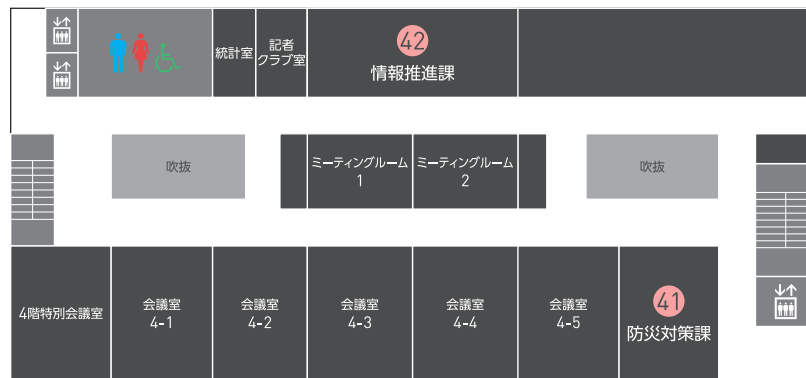 統計室
記者
クラブ室
42
情報推進課
吹抜
ミーティングルーム
1
ミーティングルーム
2
吹抜
4階特別会議室
会議室
4-1
会議室
4-2
会議室
4-3
会議室
4-4
会議室
4-5
41
防災対策課